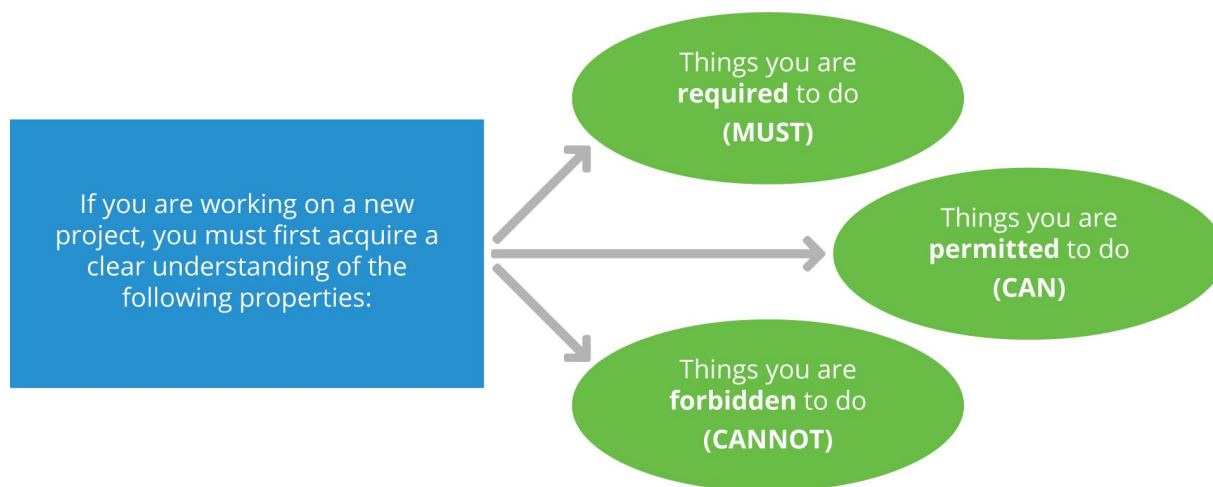 If you are working on a new
project, you must first acquire a
clear understanding of the
following properties:
Things you are
required to do
(MUST)
Things you are
permitted to do
(CAN)
Things you are
forbidden to do
(CANNOT)